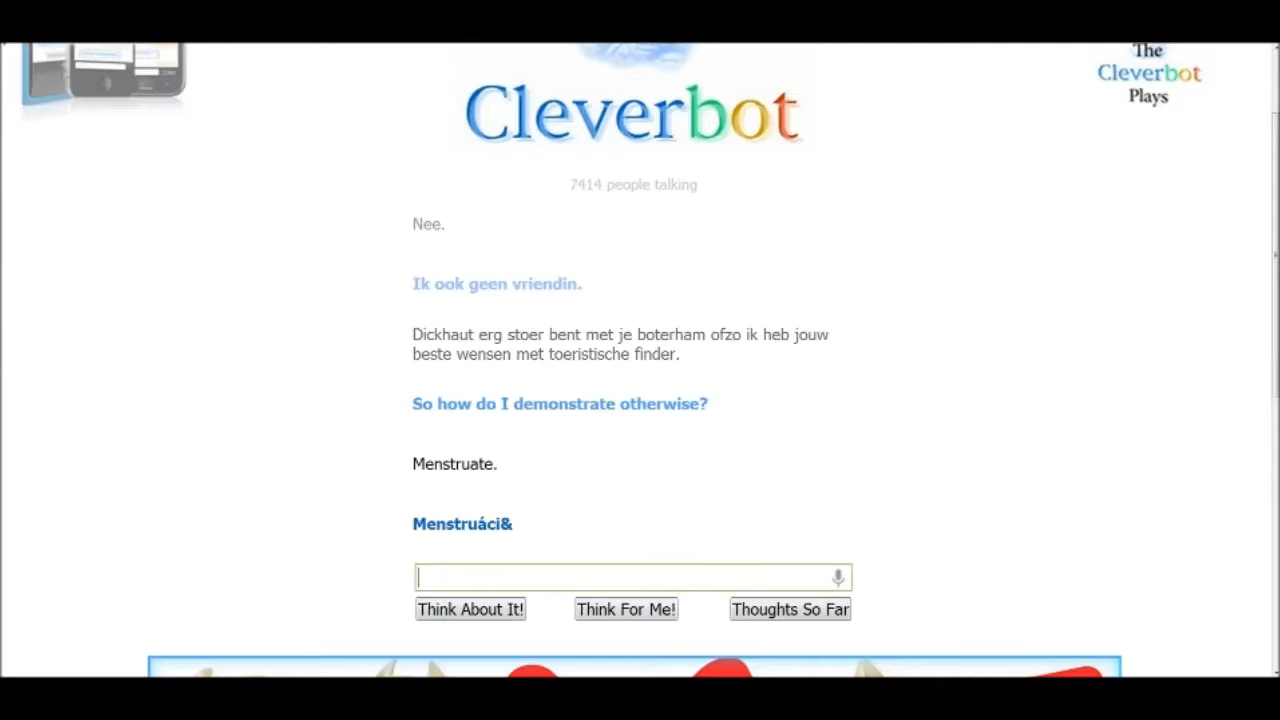 The
Cleverbot
Plays
Cleverbot
7414 people talking
Nee.
Ik ook geen vriendin.
Dickhaut erg stoer bent met je boterham ofzo ik heb jouw
beste wensen met toeristische finder.
So how do I demonstrate otherwise?
Menstruate.
Menstruáci&
Think About It!
Think For Me!
Thoughts So Far